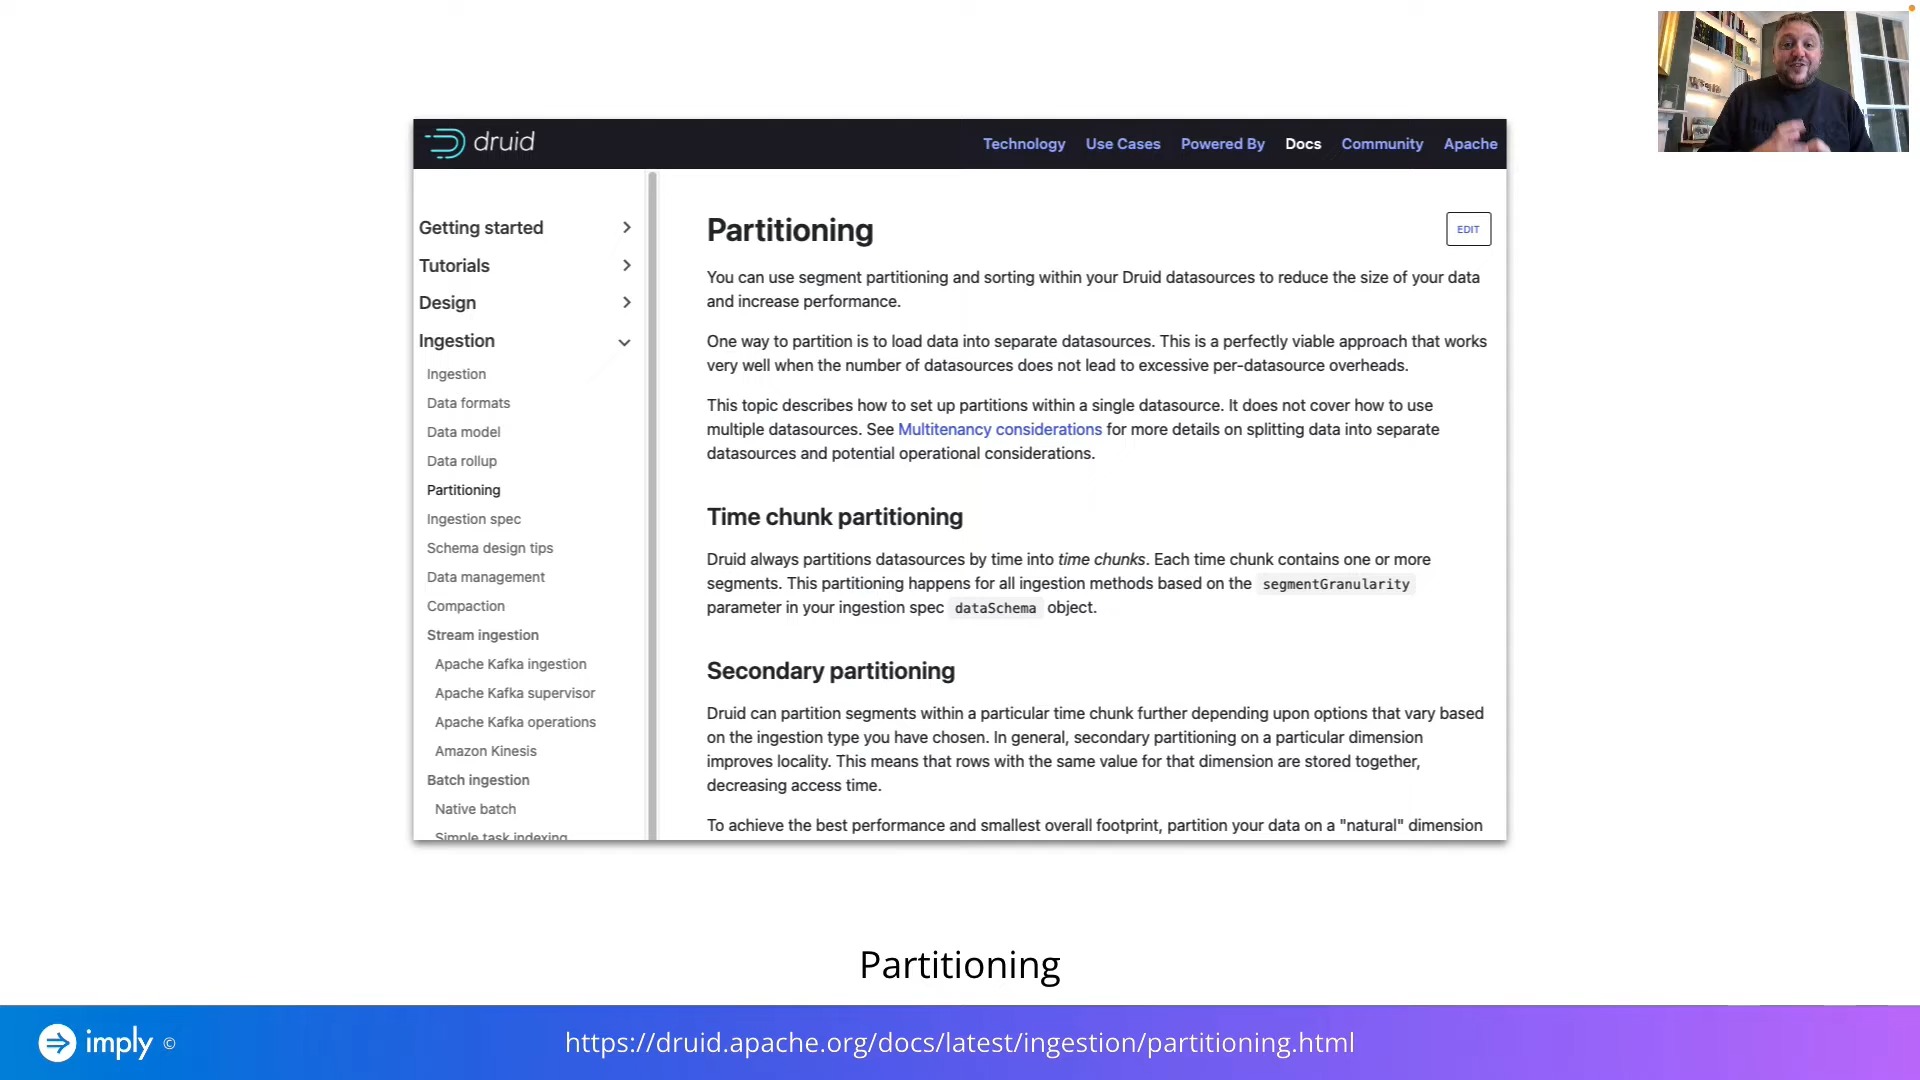 druid
Technology Use Cases Powered By Docs Community Apache
Getting started
Tutorials
Design
Ingestion
Ingestion
Data formats
Data model
Data rollup
Partitioning
Ingestion spec
Schema design tips
Data management
Compaction
Stream ingestion
Apache Kafka ingestion
Apache Kafka supervisor
Apache Kafka operations
Amazon Kinesis
Batch ingestion
Native batch
Simple task indexing
Partitioning
EDIT
You can use segment partitioning and sorting within your Druid datasources to reduce the size of your data
and increase performance.
One way to partition is to load data into separate datasources. This is a perfectly viable approach that works
very well when the number of datasources does not lead to excessive per-datasource overheads.
This topic describes how to set up partitions within a single datasource. It does not cover how to use
multiple datasources. See Multitenancy considerations for more details on splitting data into separate
datasources and potential operational considerations.
Time chunk partitioning
Druid always partitions datasources by time into time chunks. Each time chunk contains one or more
segments. This partitioning happens for all ingestion methods based on the segmentGranularity
parameter in your ingestion spec dataSchema object.
Secondary partitioning
Druid can partition segments within a particular time chunk further depending upon options that vary based
on the ingestion type you have chosen. In general, secondary partitioning on a particular dimension
improves locality. This means that rows with the same value for that dimension are stored together,
decreasing access time.
To achieve the best performance and smallest overall footprint, partition your data on a "natural" dimension
Partitioning
imply ©
https://druid.apache.org/docs/latest/ingestion/partitioning.html